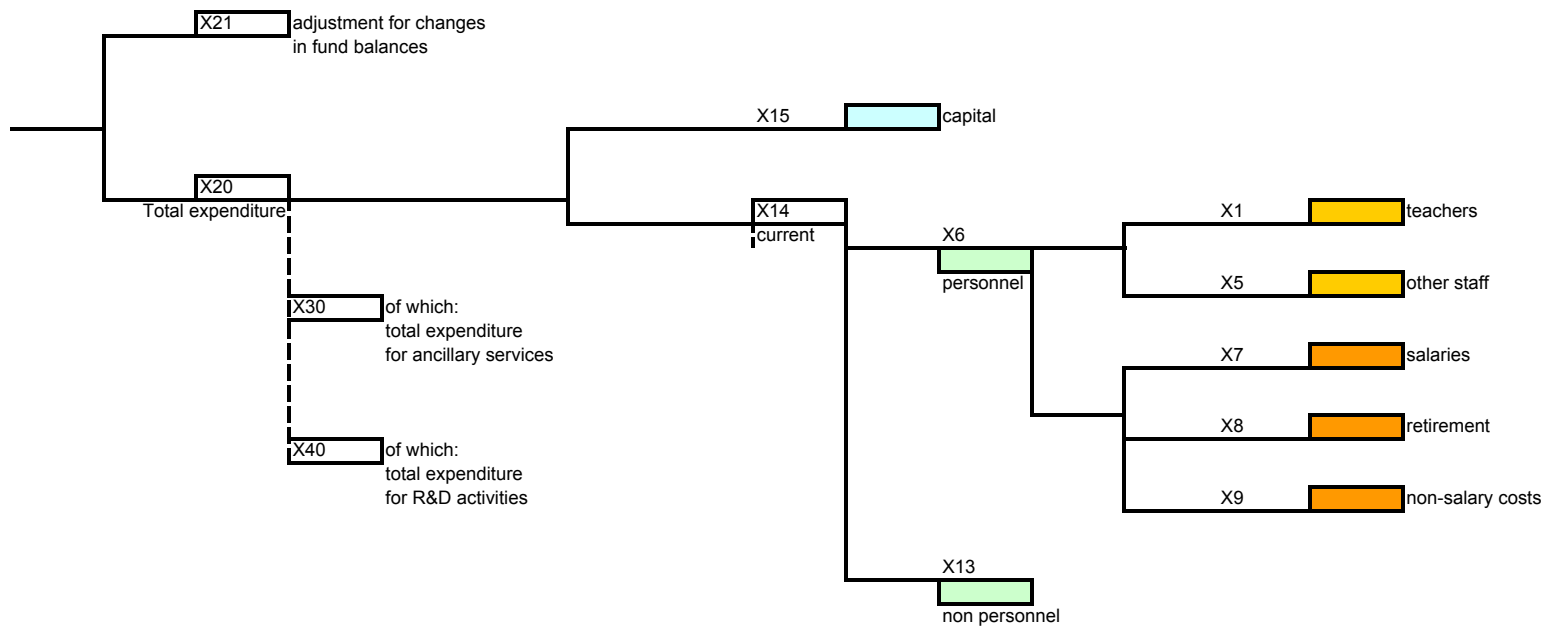 X21
adjustment for changes
in fund balances
X15
capital
X20
Total expenditure
X14
current
X1
teachers
X6
personnel
X5
other staff
X30
of which:
total expenditure
for ancillary services
X7
salaries
X8
retirement
X40
of which:
total expenditure
for R&D activities
X9
non-salary costs
X13
non personnel